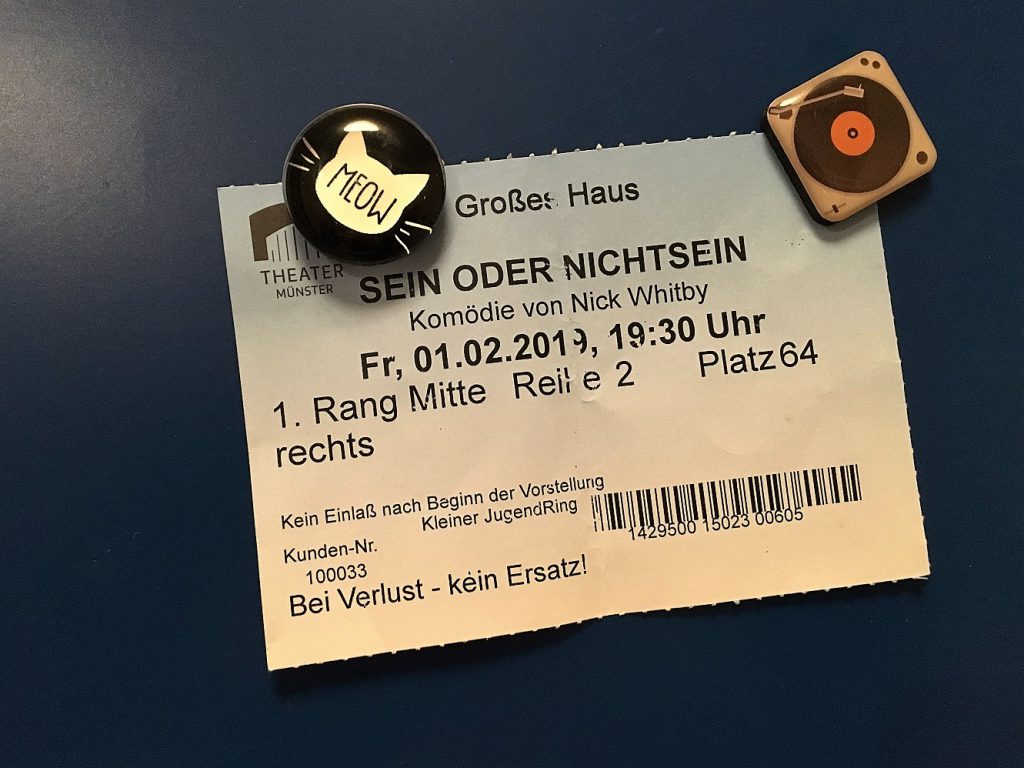 MEOW
Großes Haus
THEATER
MÜNSTER
SEIN ODER NICHTSEIN
Komödie von Nick Whitby
Fr, 01.02.2019, 19:30 Uhr
1. Rang Mitte Reihe 2 Platz 64
rechts
Kein Einlaß nach Beginn der Vorstellung
Kleiner JugendRing
1429500 15023 00605
Kunden-Nr.
100033
Bei Verlust - kein Ersatz!